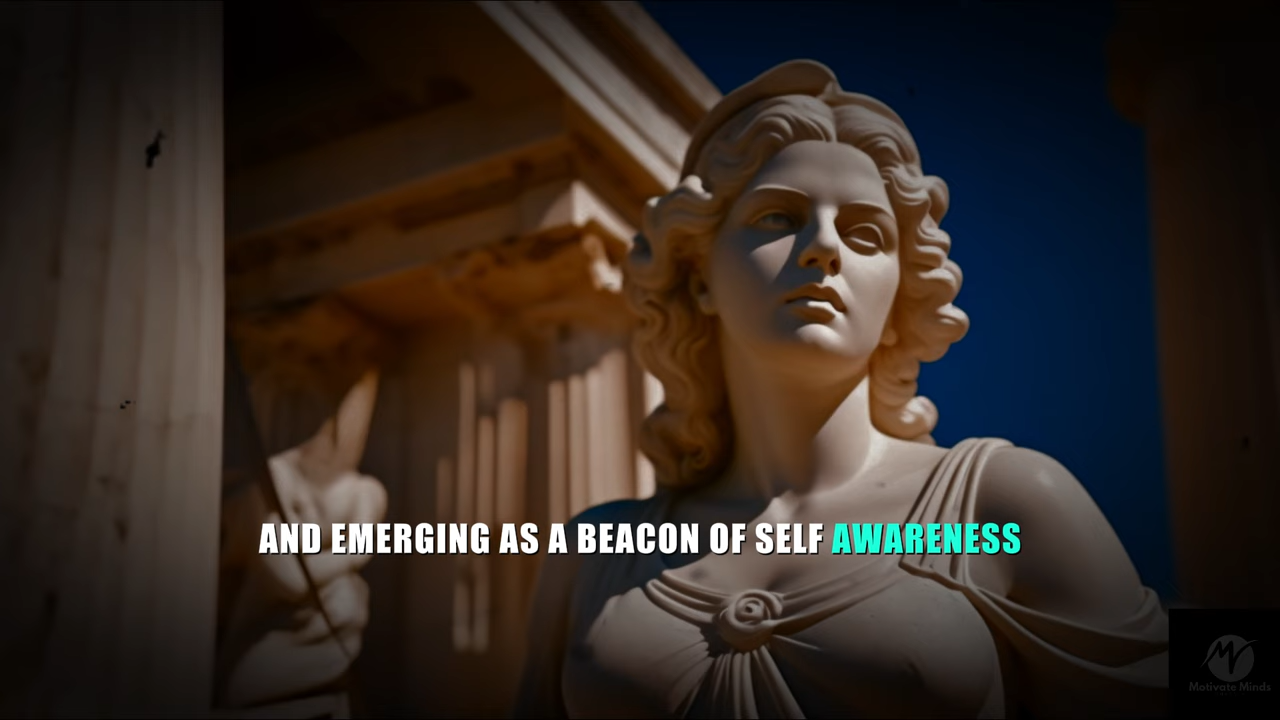 AND EMERGING AS A BEACON OF SELF AWARENESS
Motivate Minds